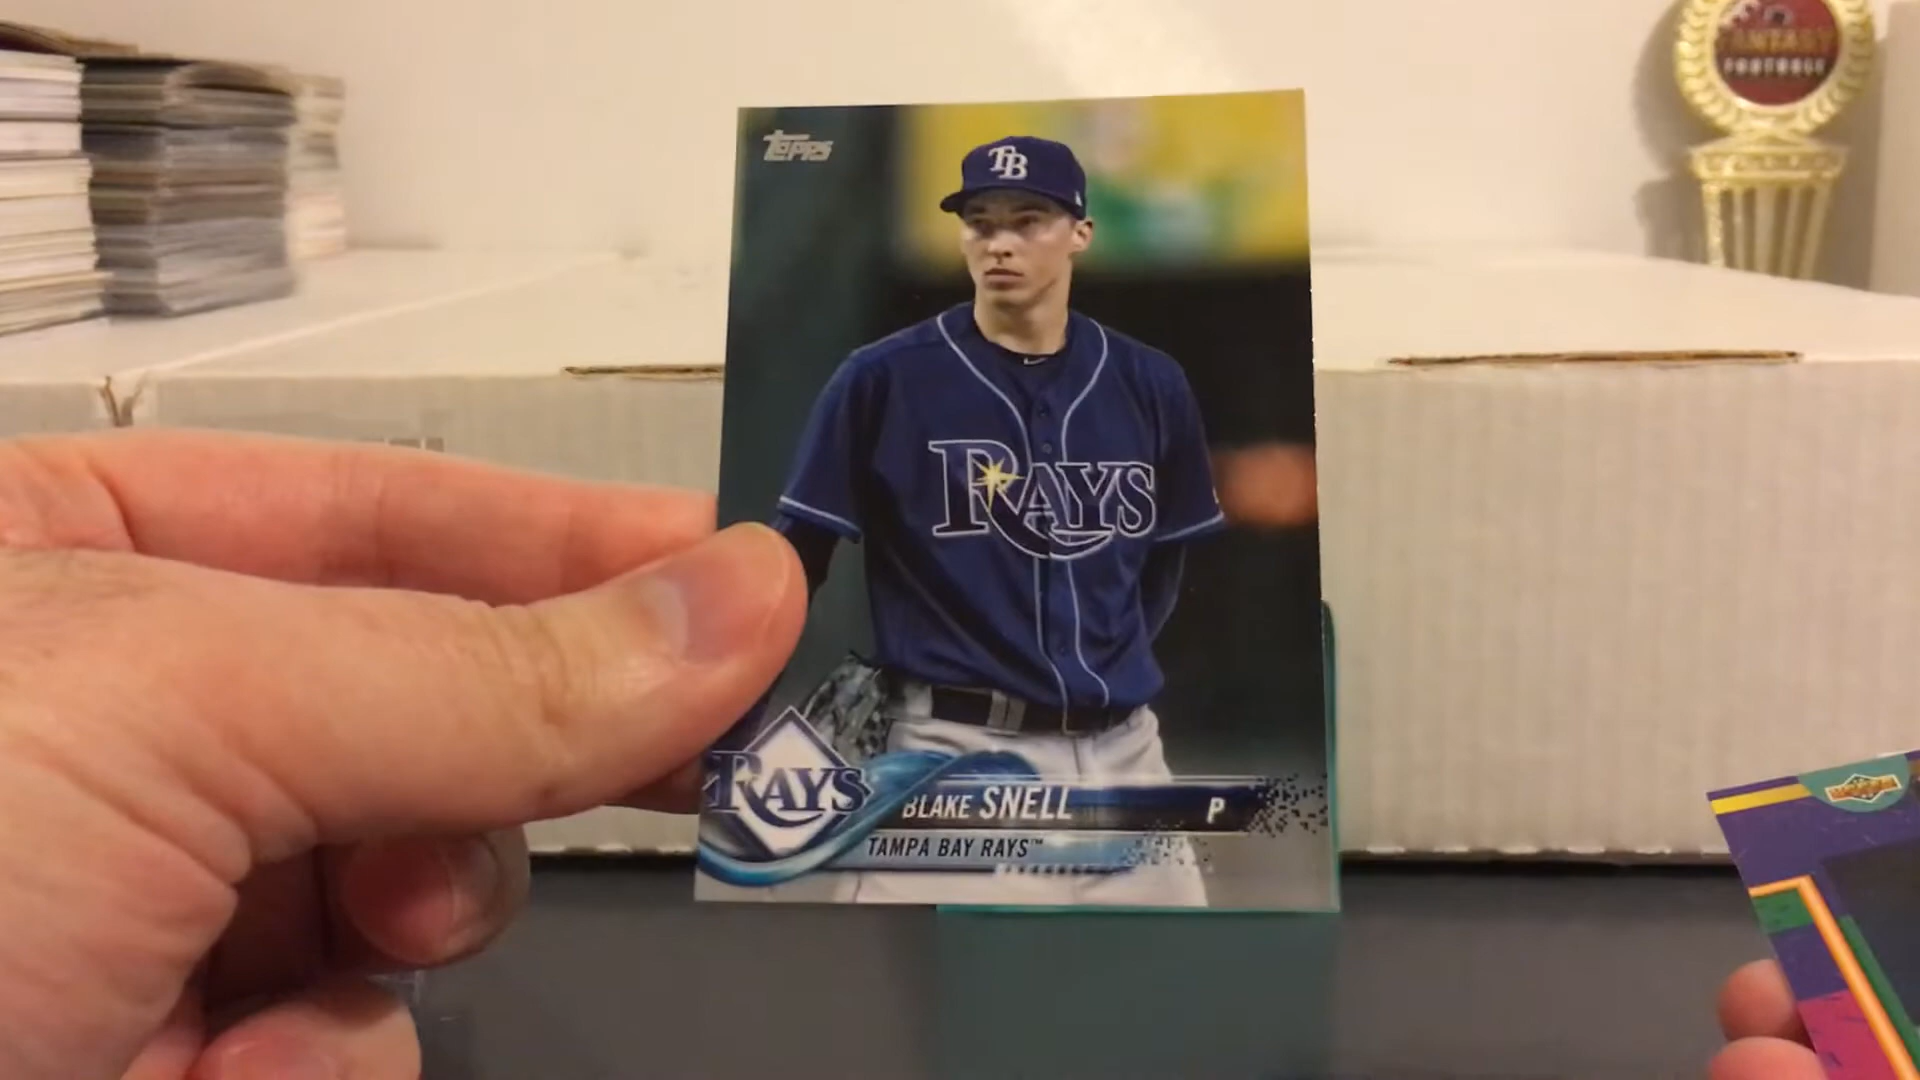 FANTASY
FOOTBALL
TOPPS
TB
RAYS
RAYS
BLAKE SNELL
P
TAMPA BAY RAYS™